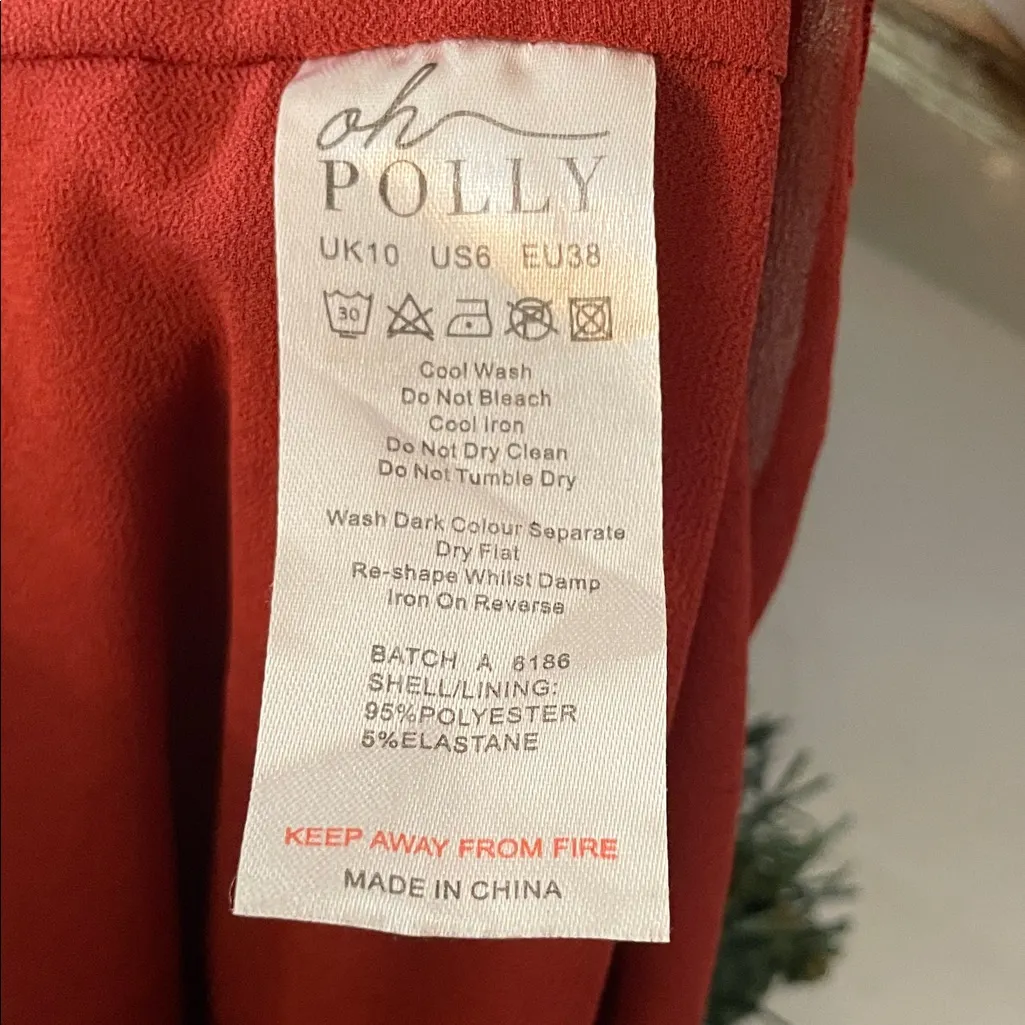 oh
POLLY
UK10 US6 EU38
30
Cool Wash
Do Not Bleach
Cool Iron
Do Not Dry Clean
Do Not Tumble Dry
Wash Dark Colour Separate
Dry Flat
Re-shape Whilst Damp
Iron On Reverse
BATCH A 6186
SHELL/LINING:
95%POLYESTER
5%ELASTANE
KEEP AWAY FROM FIRE
MADE IN CHINA